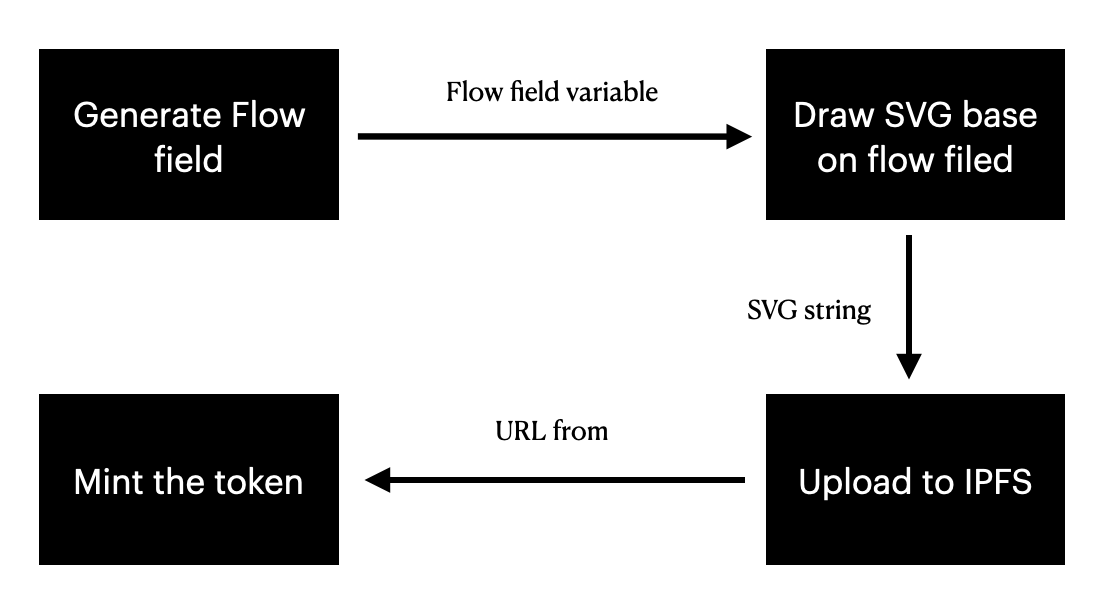 Generate Flow
field
Flow field variable
Draw SVG base
on flow filed
SVG string
Upload to IPFS
URL from
Mint the token